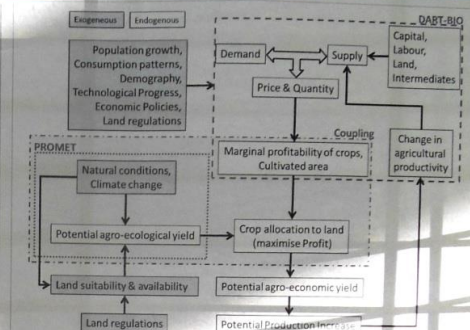 Exogeneous
Endogenous
DART-BIO
Population growth,
Consumption patterns,
Demography,
Technological Progress,
Economic Policies,
Land regulations
Demand
Supply
Capital,
Labour,
Land,
Intermediates
Price & Quantity
Coupling
PROMET
Marginal profitability of crops,
Cultivated area
Change in
agricultural
productivity
Natural conditions,
Climate change
Potential agro-ecological yield
Crop allocation to land
(maximise Profit)
Land suitability & availability
Potential agro-economic yield
Land regulations
Potential Production Increase